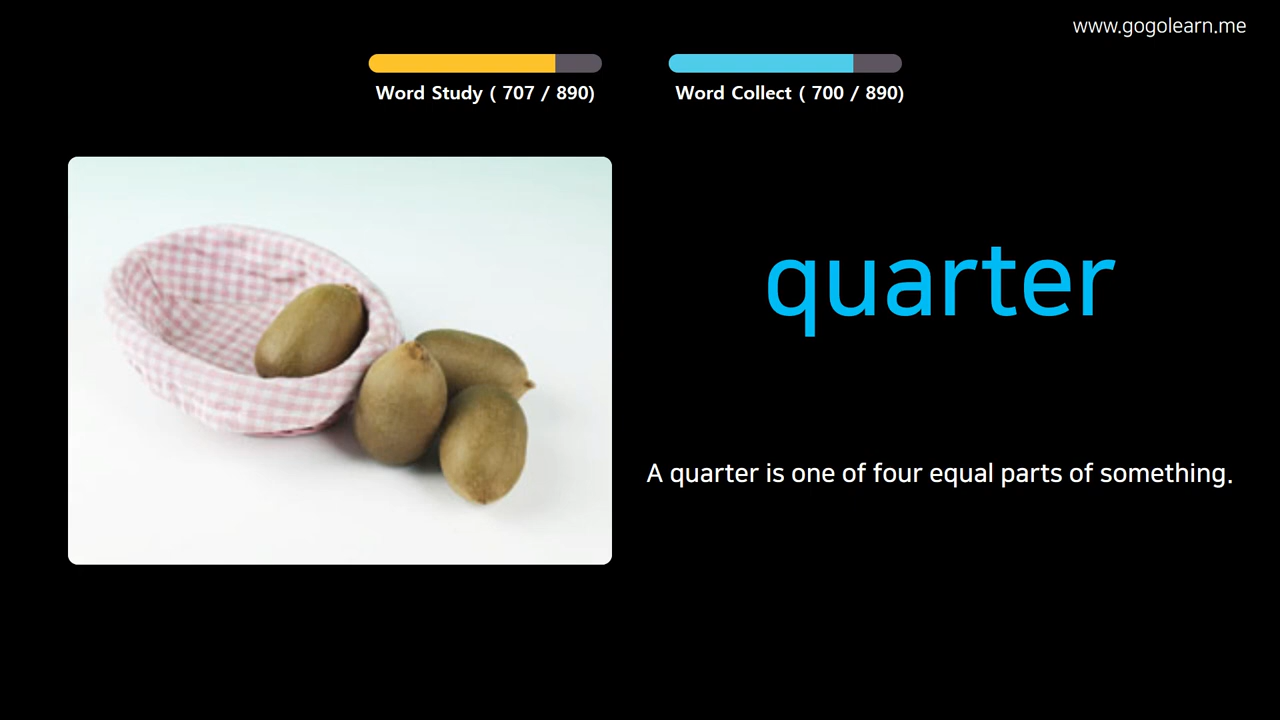 www.gogolearn.me
Word Study ( 707 / 890)
Word Collect ( 700 / 890)
quarter
A quarter is one of four equal parts of something.